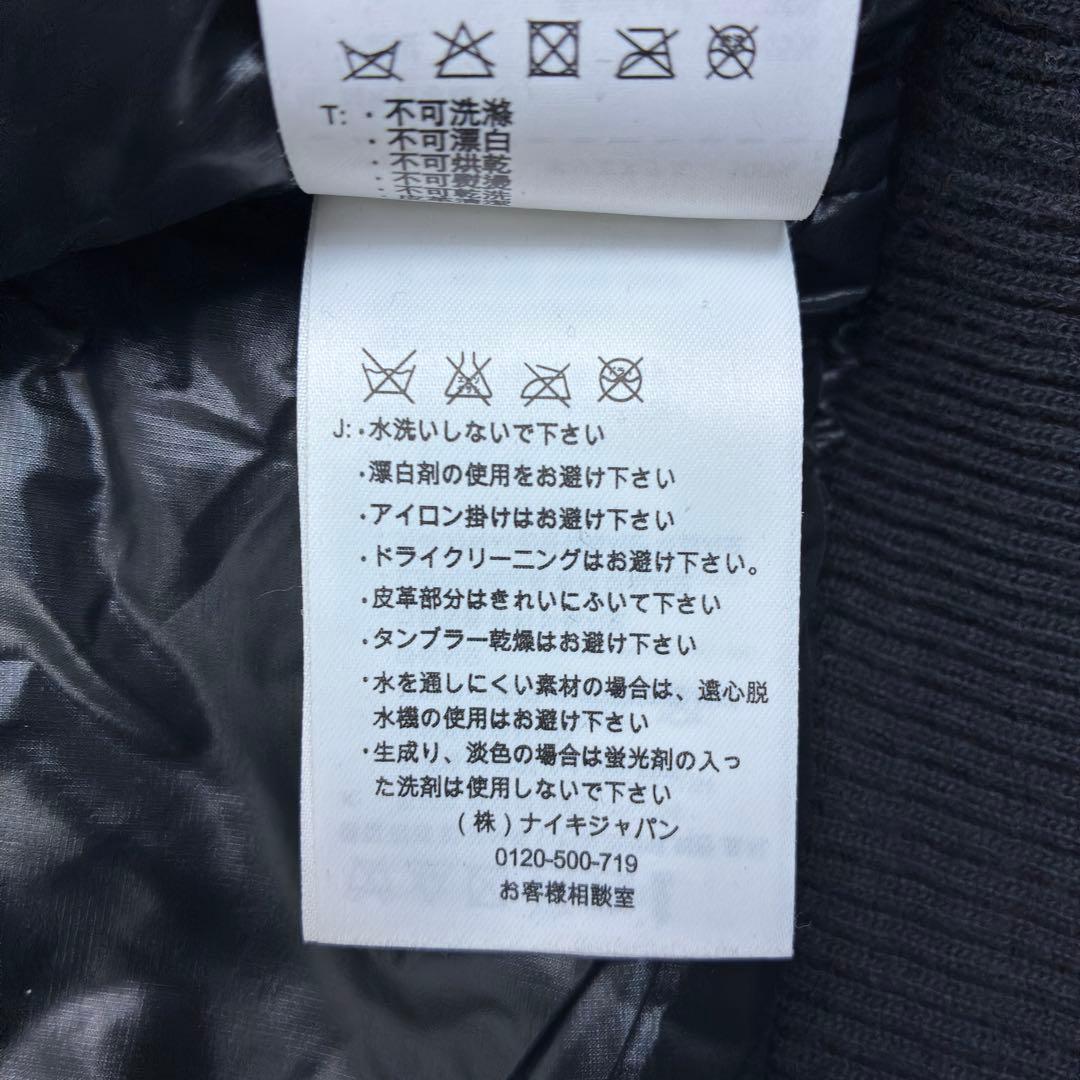 T: ・不可洗滌
・不可漂白
・不可烘乾
・不可熨燙
・不可乾洗
J:・水洗いしないで下さい
・漂白剤の使用をお避け下さい
・アイロン掛けはお避け下さい
・ドライクリーニングはお避け下さい。
・皮革部分はきれいにふいて下さい
・タンブラー乾燥はお避け下さい
・水を通しにくい素材の場合は、遠心脱
水機の使用はお避け下さい
・生成り、淡色の場合は蛍光剤の入っ
た洗剤は使用しないで下さい
(株)ナイキジャパン
0120-500-719
お客様相談室